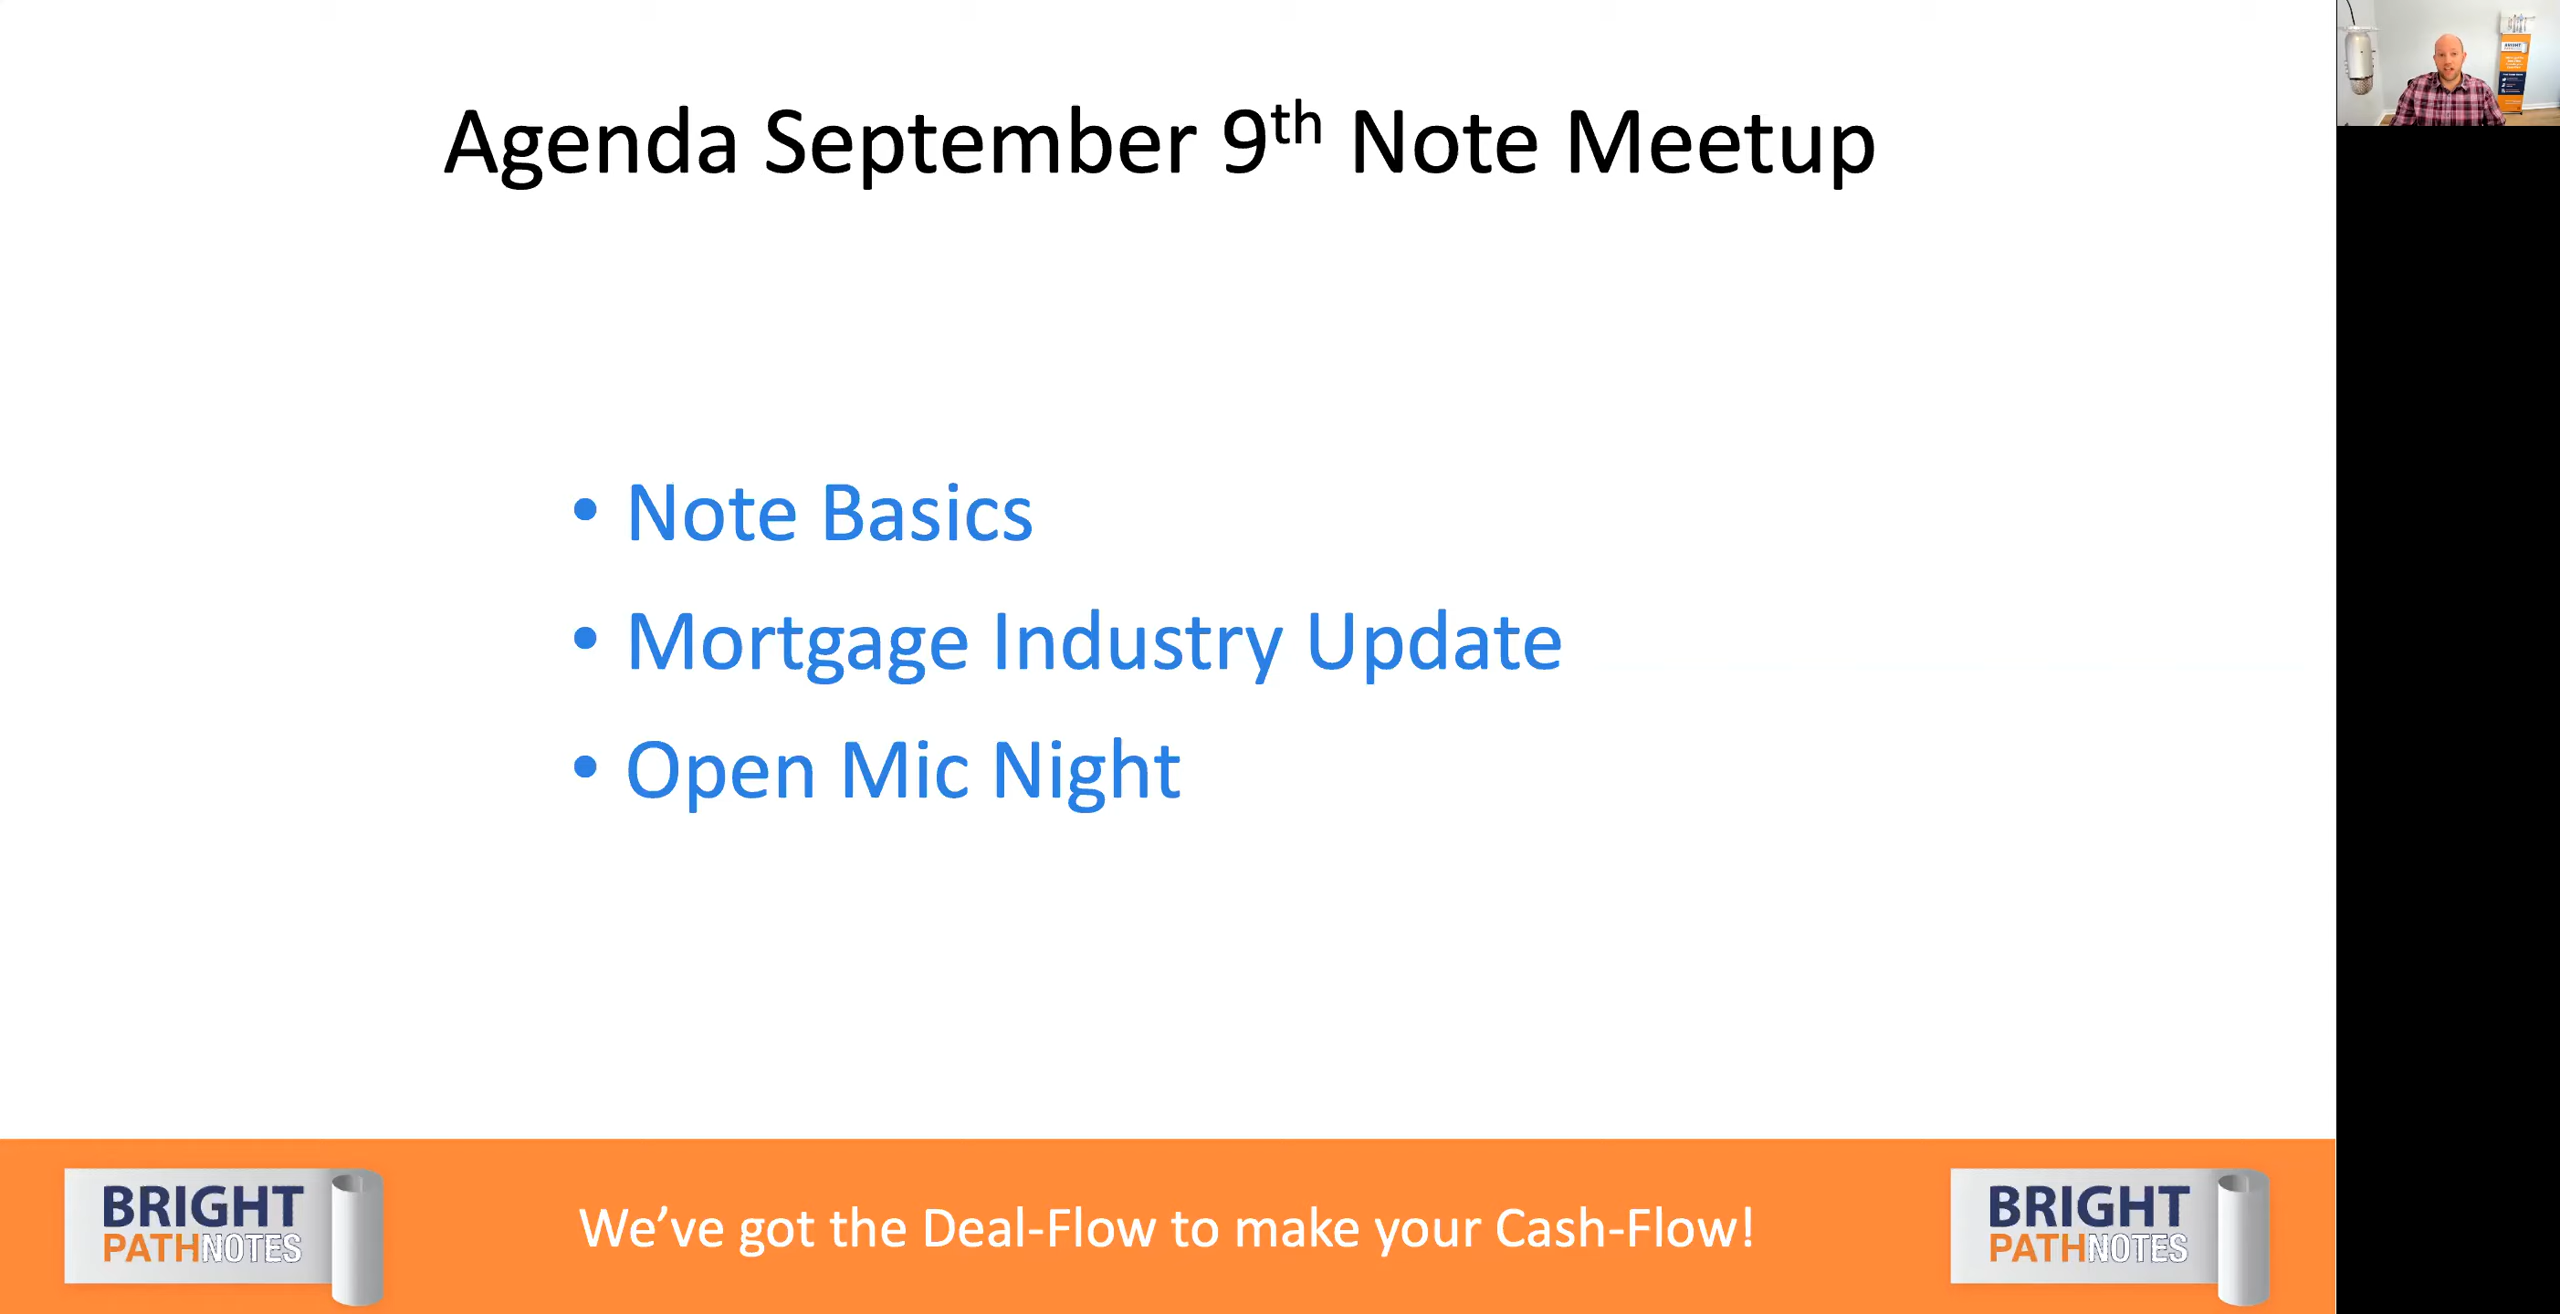 Agenda September 9th Note Meetup
• Note Basics
• Mortgage Industry Update
• Open Mic Night
BRIGHT
PATHNOTES
We’ve got the Deal-Flow to make your Cash-Flow!
BRIGHT
PATHNOTES
BRIGHT